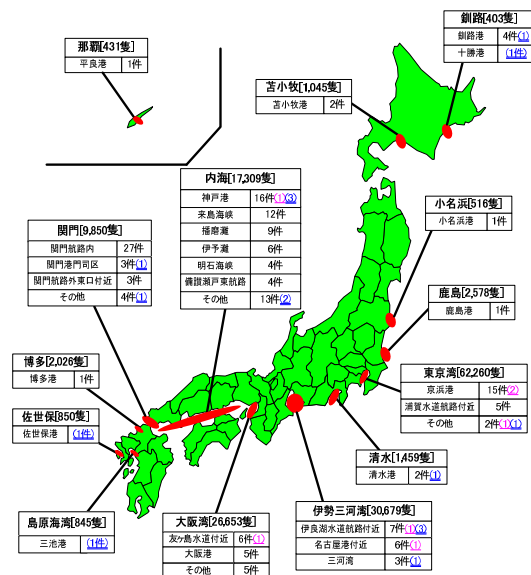 釧路[403隻]
釧路港 4件(1)
十勝港 (1件)
那覇[431隻]
平良港 1件
苫小牧[1,045隻]
苫小牧港 2件
内海[17,309隻]
神戸港 16件(1)(3)
来島海峡 12件
播磨灘 9件
伊予灘 6件
明石海峡 4件
備讃瀬戸東航路 4件
その他 13件(2)
小名浜[516隻]
小名浜港 1件
関門[9,850隻]
関門航路内 27件
関門港門司区 3件(1)
関門航路外東口付近 3件
その他 4件(1)
鹿島[2,578隻]
鹿島港 1件
博多[2,026隻]
博多港 1件
東京湾[62,260隻]
京浜港 15件(2)
浦賀水道航路付近 5件
その他 2件(1)(1)
佐世保[850隻]
佐世保港 (1件)
清水[1,459隻]
清水港 2件(1)
島原海湾[845隻]
三池港 (1件)
大阪湾[26,653隻]
友ヶ島水道付近 6件(1)
大阪港 5件
その他 5件
伊勢三河湾[30,679隻]
伊良湖水道航路付近 7件(1)(3)
名古屋港付近 6件(1)
三河湾 3件(1)